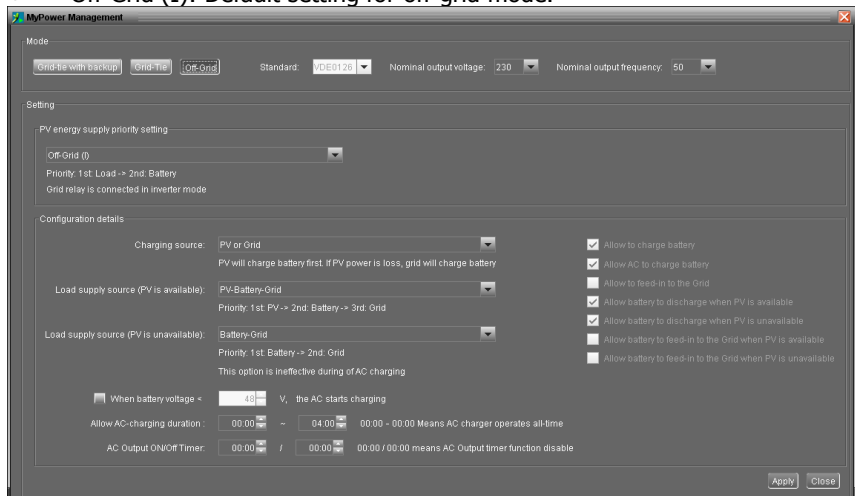 Off-Grid (I): Default setting for off-grid mode.
MyPower Management
Mode
Grid-tie with backup Grid-Tie Off-Grid Standard: VDE0126 Nominal output voltage: 230 Nominal output frequency: 50
Setting
PV energy supply priority setting
Off-Grid (I)
Priority: 1st: Load -> 2nd: Battery
Grid relay is connected in inverter mode
Configuration details
Charging source: PV or Grid
PV will charge battery first. If PV power is loss, grid will charge battery
Load supply source (PV is available): PV-Battery-Grid
Priority: 1st: PV -> 2nd: Battery -> 3rd: Grid
Load supply source (PV is unavailable): Battery-Grid
Priority: 1st: Battery -> 2nd: Grid
This option is ineffective during of AC charging
When battery voltage < 48 V, the AC starts charging
Allow AC-charging duration : 00:00 ~ 04:00 00:00 - 00:00 Means AC charger operates all-time
AC Output ON/Off Timer: 00:00 / 00:00 00:00 / 00:00 means AC Output timer function disable
Allow to charge battery
Allow AC to charge battery
Allow to feed-in to the Grid
Allow battery to discharge when PV is available
Allow battery to discharge when PV is unavailable
Allow battery to feed-in to the Grid when PV is available
Allow battery to feed-in to the Grid when PV is unavailable
Apply Close